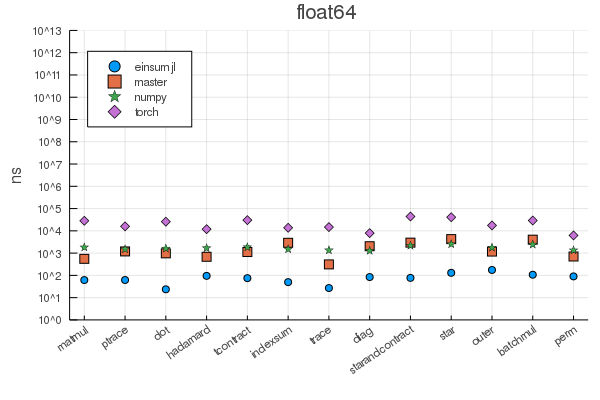 float64
10^13
10^12
10^11
10^10
10^9
10^8
10^7
10^6
10^5
10^4
10^3
10^2
10^1
10^0
ns
einsumjl
master
numpy
torch
matmul
ptrace
dot
hadamard
tcontract
indexsum
trace
diag
starandcontract
star
outer
batchmul
perm